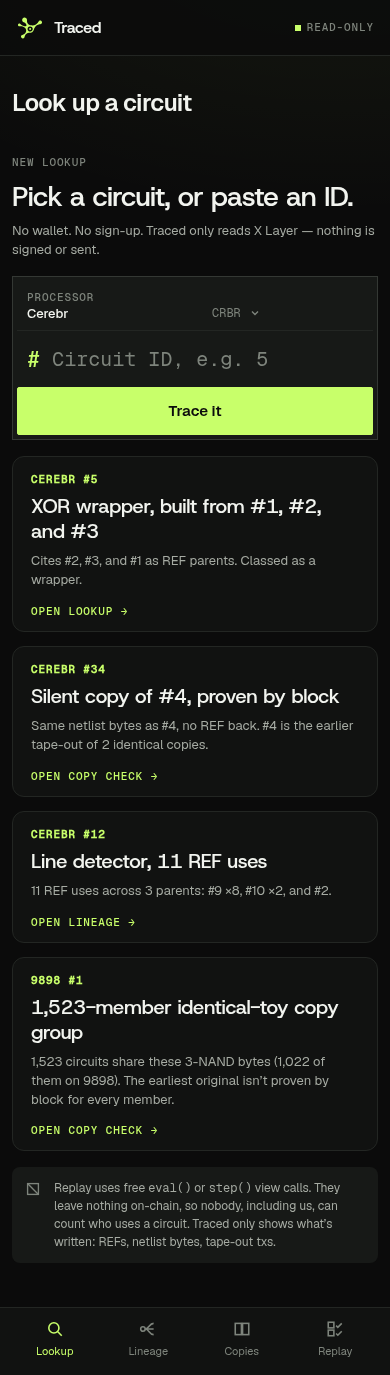 Traced
READ-ONLY
Look up a circuit
NEW LOOKUP
Pick a circuit, or paste an ID.
No wallet. No sign-up. Traced only reads X Layer — nothing is
signed or sent.
PROCESSOR
Cerebr
CRBR
# Circuit ID, e.g. 5
Trace it
CEREBR #5
XOR wrapper, built from #1, #2,
and #3
Cites #2, #3, and #1 as REF parents. Classed as a
wrapper.
OPEN LOOKUP →
CEREBR #34
Silent copy of #4, proven by block
Same netlist bytes as #4, no REF back. #4 is the earlier
tape-out of 2 identical copies.
OPEN COPY CHECK →
CEREBR #12
Line detector, 11 REF uses
11 REF uses across 3 parents: #9 ×8, #10 ×2, and #2.
OPEN LINEAGE →
9898 #1
1,523-member identical-toy copy
group
1,523 circuits share these 3-NAND bytes (1,022 of
them on 9898). The earliest original isn't proven by
block for every member.
OPEN COPY CHECK →
Replay uses free eval() or step() view calls. They
leave nothing on-chain, so nobody, including us, can
count who uses a circuit. Traced only shows what's
written: REFs, netlist bytes, tape-out txs.
Lookup
Lineage
Copies
Replay